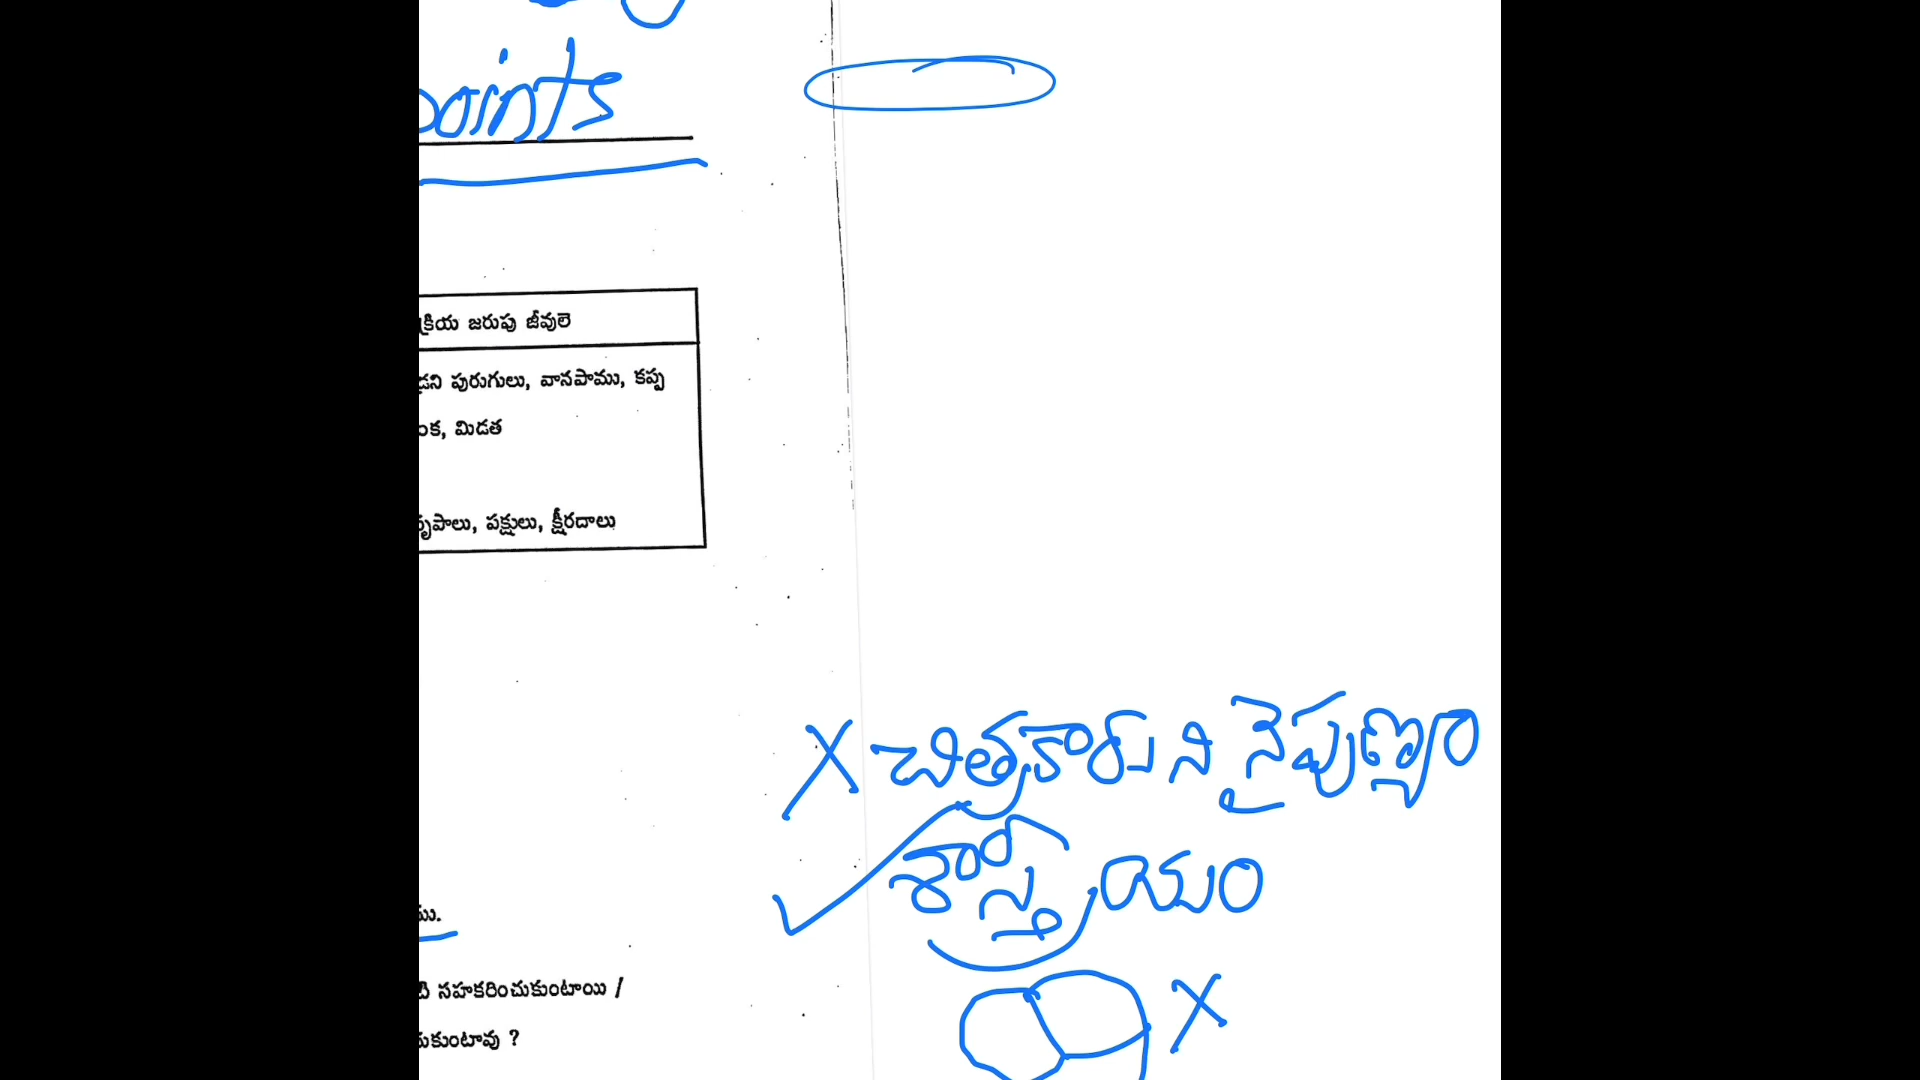 points
క్రియ జరుపు జీవులె
డని పురుగులు, వానపాము, కప్ప
ంక, మిడత
సృపాలు, పక్షులు, క్షీరదాలు
X చిత్రకారుని నైపుణ్యం
శాస్త్రీయం
ము.
టి సహకరించుకుంటాయి /
X
ుకుంటావు ?